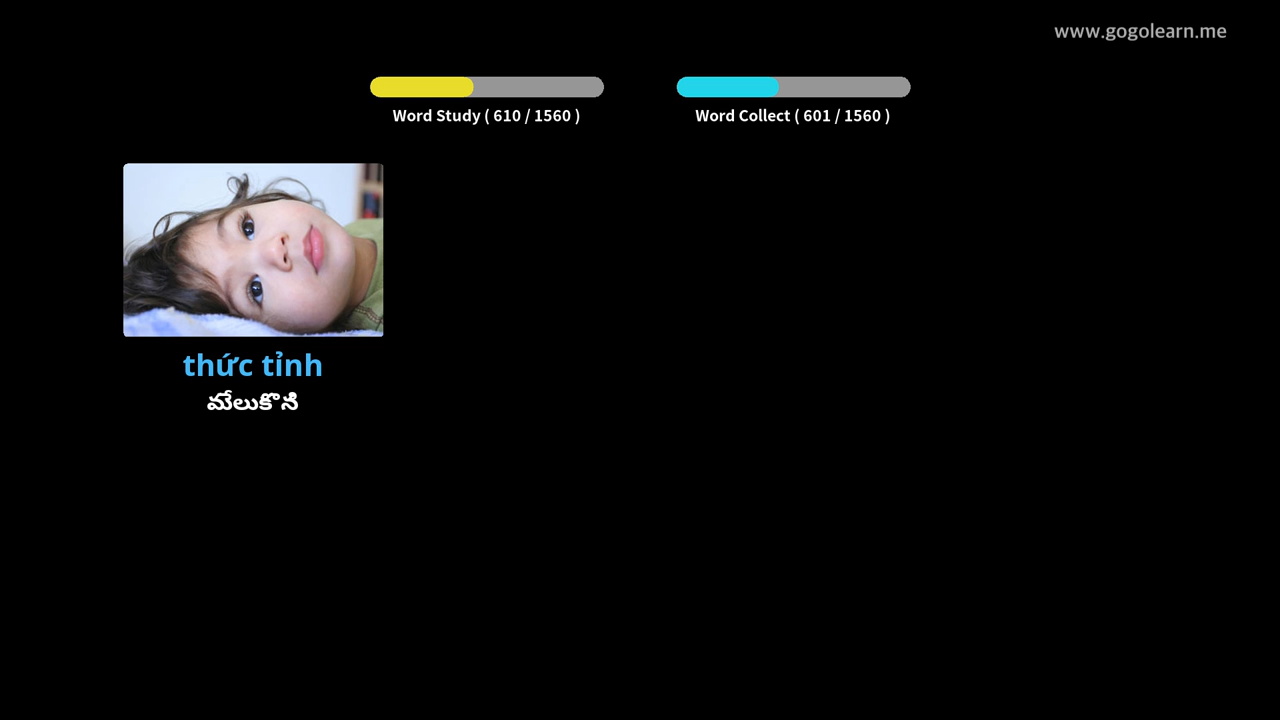 www.gogolearn.me
Word Study ( 610 / 1560 )
Word Collect ( 601 / 1560 )
thức tỉnh
మేలుకొని